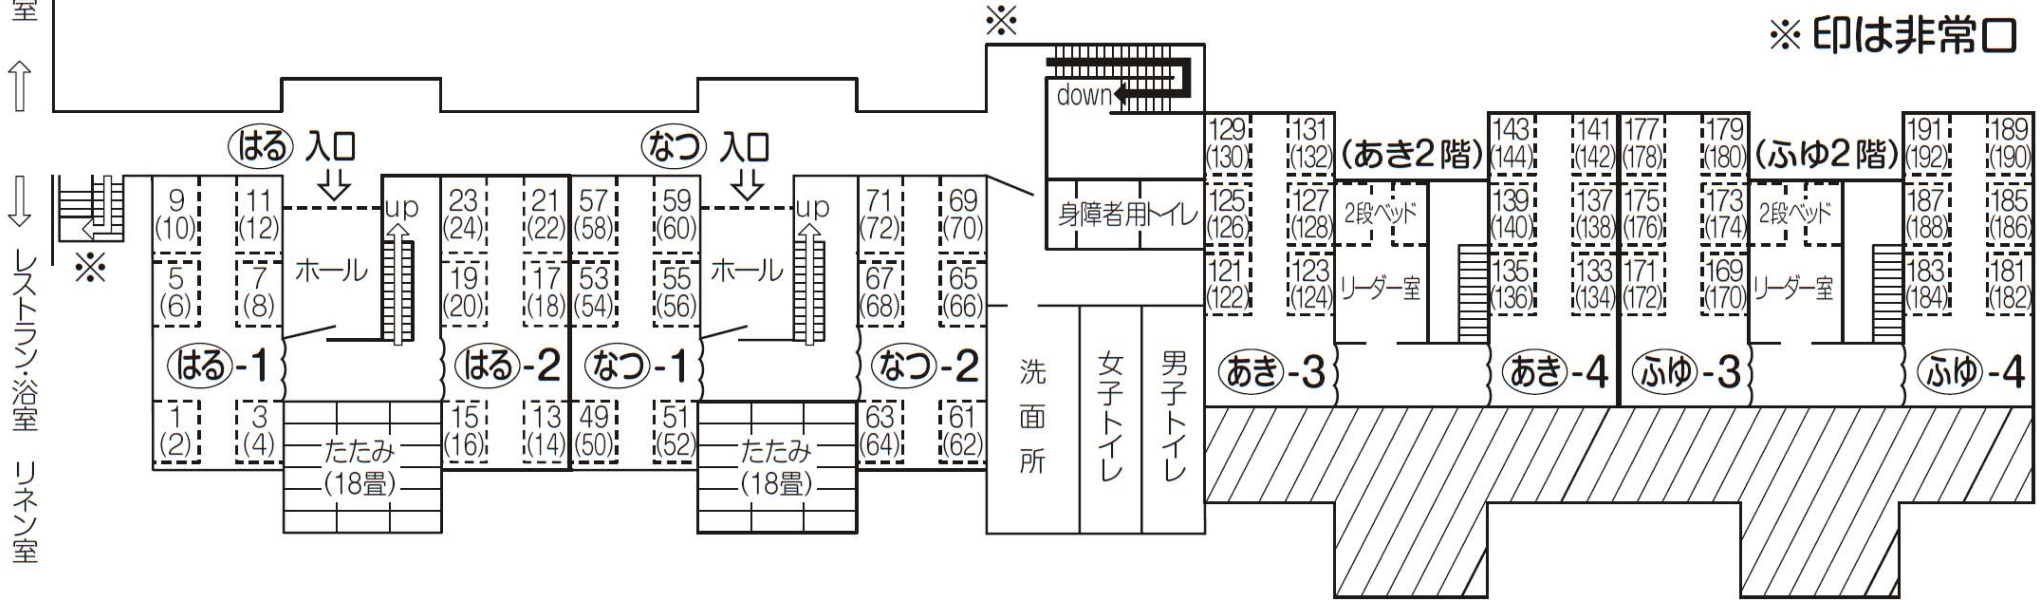 室
※
※ 印は非常口
down
はる 入口
なつ 入口
129 131
(130) (132)
(あき2階)
143 141 177 179
(144) (142) (178) (180)
(ふゆ2階)
191 189
(192) (190)
9 11
(10) (12)
up
23 21 57 59
(24) (22) (58) (60)
up
71 69
(72) (70)
身障者用トイレ
125 127
(126) (128)
2段ベッド
139 137 175 173
(140) (138) (176) (174)
2段ベッド
187 185
(188) (186)
※
5 7
(6) (8)
ホール
19 17 53 55
(20) (18) (54) (56)
ホール
67 65
(68) (66)
121 123
(122) (124)
リーダー室
135 133 171 169
(136) (134) (172) (170)
リーダー室
183 181
(184) (182)
はる-1
はる-2
なつ-1
なつ-2
洗面所
女子トイレ
男子トイレ
あき-3
あき-4
ふゆ-3
ふゆ-4
1 3
(2) (4)
たたみ
(18畳)
15 13 49 51
(16) (14) (50) (52)
たたみ
(18畳)
63 61
(64) (62)
レストラン・浴室 リネン室